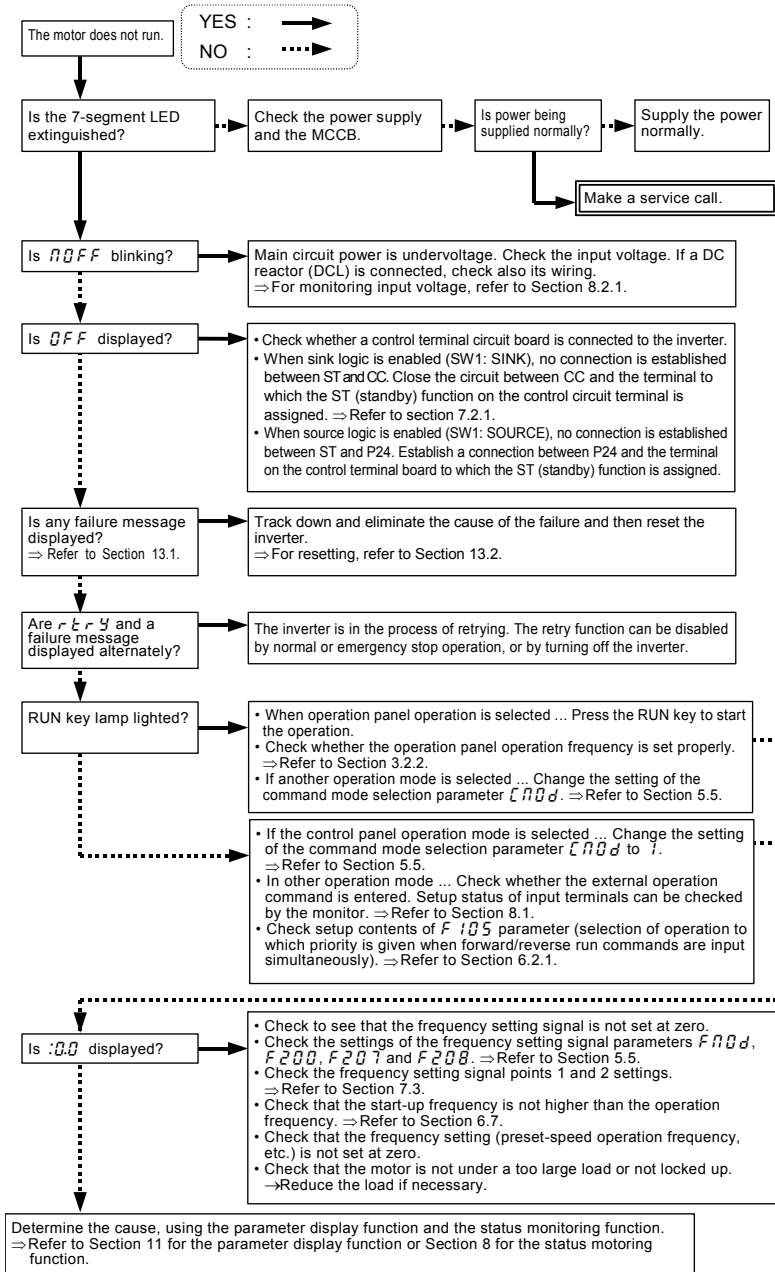 YES :
NO :
The motor does not run.
Is the 7-segment LED
extinguished?
Check the power supply
and the MCCB.
Is power being
supplied normally?
Supply the power
normally.
Make a service call.
Is MOFF blinking?
Main circuit power is undervoltage. Check the input voltage. If a DC
reactor (DCL) is connected, check also its wiring.
⇒ For monitoring input voltage, refer to Section 8.2.1.
Is OFF displayed?
• Check whether a control terminal circuit board is connected to the inverter.
• When sink logic is enabled (SW1: SINK), no connection is established
between ST and CC. Close the circuit between CC and the terminal to
which the ST (standby) function on the control circuit terminal is
assigned. ⇒ Refer to section 7.2.1.
• When source logic is enabled (SW1: SOURCE), no connection is established
between ST and P24. Establish a connection between P24 and the terminal
on the control terminal board to which the ST (standby) function is assigned.
Is any failure message
displayed?
⇒ Refer to Section 13.1.
Track down and eliminate the cause of the failure and then reset the
inverter.
⇒ For resetting, refer to Section 13.2.
Are rtry and a
failure message
displayed alternately?
The inverter is in the process of retrying. The retry function can be disabled
by normal or emergency stop operation, or by turning off the inverter.
RUN key lamp lighted?
• When operation panel operation is selected ... Press the RUN key to start
the operation.
• Check whether the operation panel operation frequency is set properly.
⇒ Refer to Section 3.2.2.
• If another operation mode is selected ... Change the setting of the
command mode selection parameter CMOd. ⇒ Refer to Section 5.5.
• If the control panel operation mode is selected ... Change the setting
of the command mode selection parameter CMOd to 1.
⇒ Refer to Section 5.5.
• In other operation mode ... Check whether the external operation
command is entered. Setup status of input terminals can be checked
by the monitor. ⇒ Refer to Section 8.1.
• Check setup contents of F105 parameter (selection of operation to
which priority is given when forward/reverse run commands are input
simultaneously). ⇒ Refer to Section 6.2.1.
Is :0.0 displayed?
• Check to see that the frequency setting signal is not set at zero.
• Check the settings of the frequency setting signal parameters FMOd,
F200, F207 and F208. ⇒ Refer to Section 5.5.
• Check the frequency setting signal points 1 and 2 settings.
⇒ Refer to Section 7.3.
• Check that the start-up frequency is not higher than the operation
frequency. ⇒ Refer to Section 6.7.
• Check that the frequency setting (preset-speed operation frequency,
etc.) is not set at zero.
• Check that the motor is not under a too large load or not locked up.
→Reduce the load if necessary.
Determine the cause, using the parameter display function and the status monitoring function.
⇒ Refer to Section 11 for the parameter display function or Section 8 for the status motoring
function.